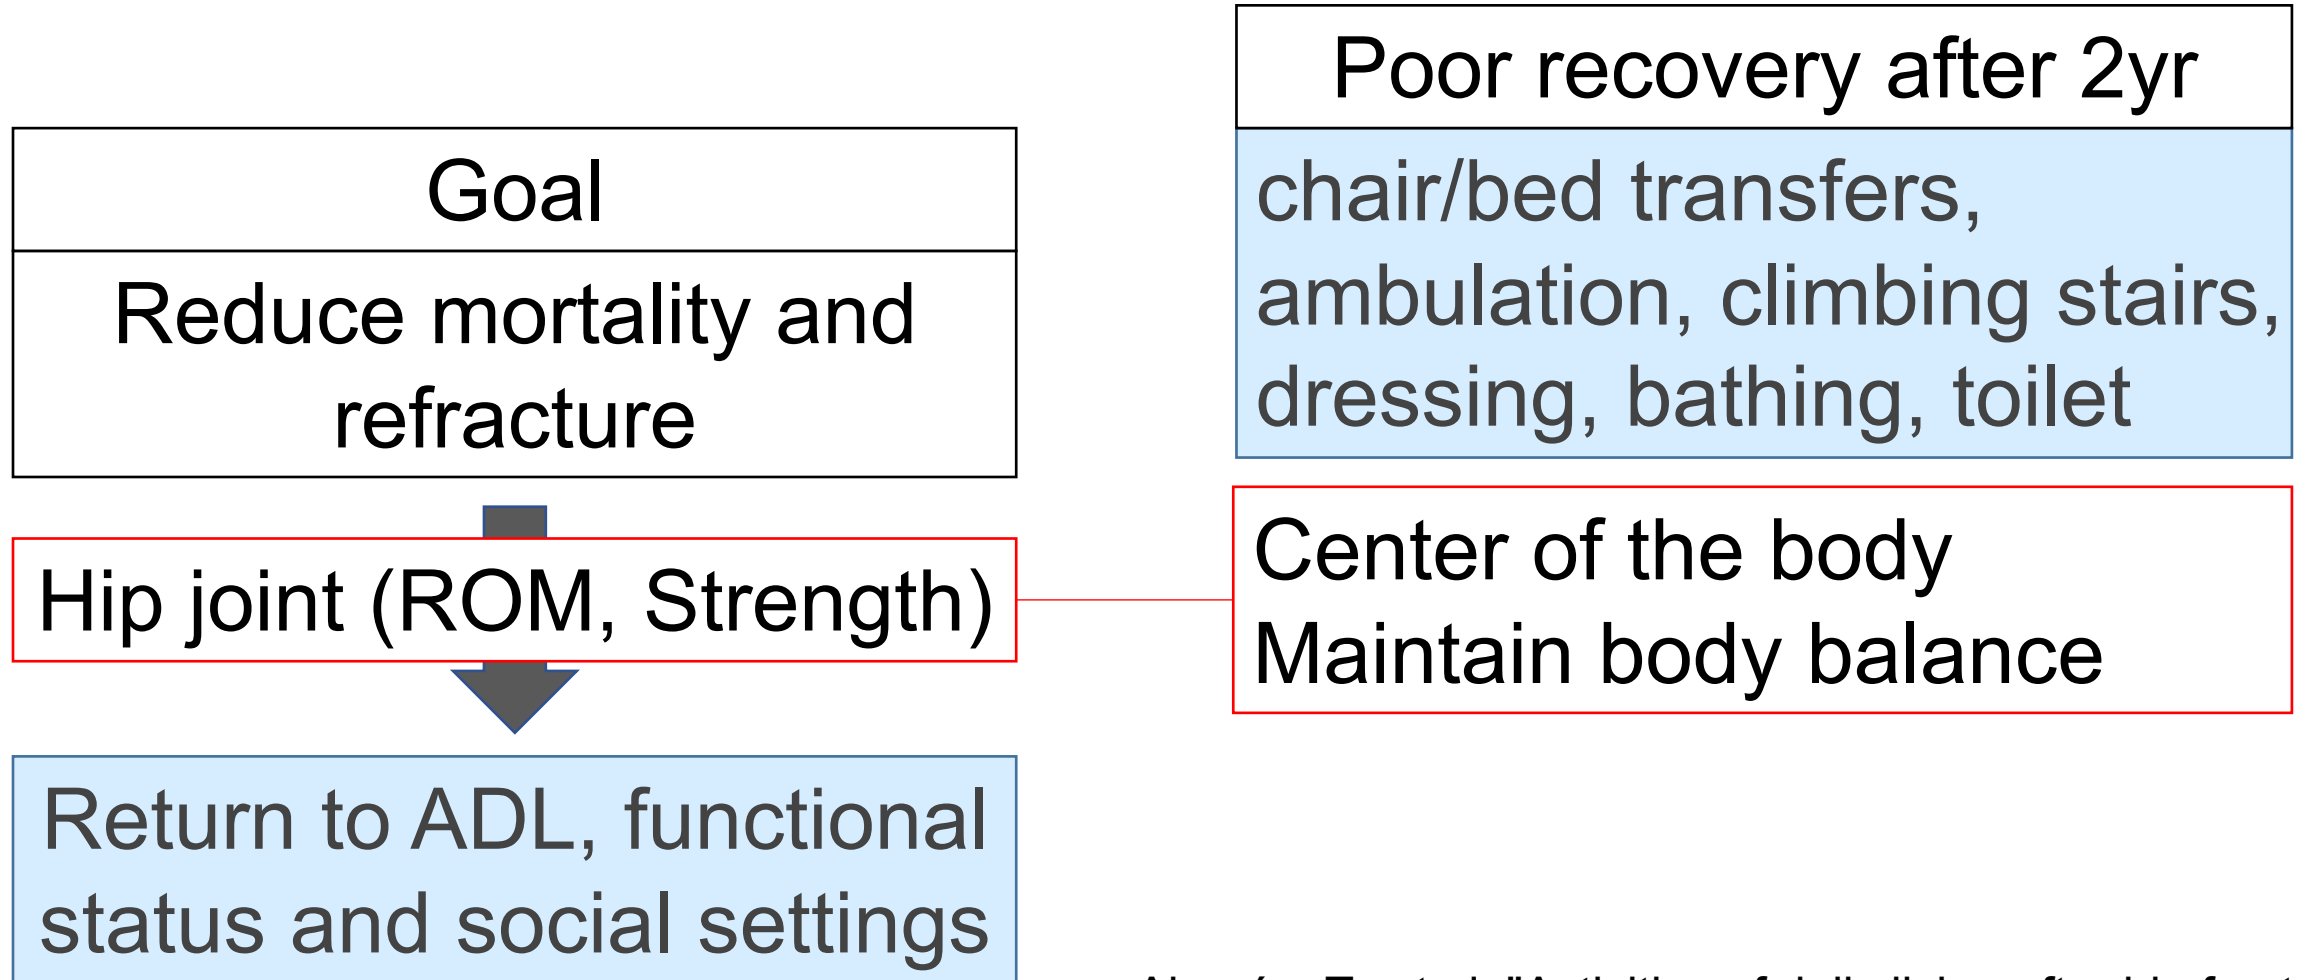 Goal
Reduce mortality and
refracture
Hip joint (ROM, Strength)
Return to ADL, functional
status and social settings
Poor recovery after 2yr
chair/bed transfers,
ambulation, climbing stairs,
dressing, bathing, toilet
Center of the body
Maintain body balance